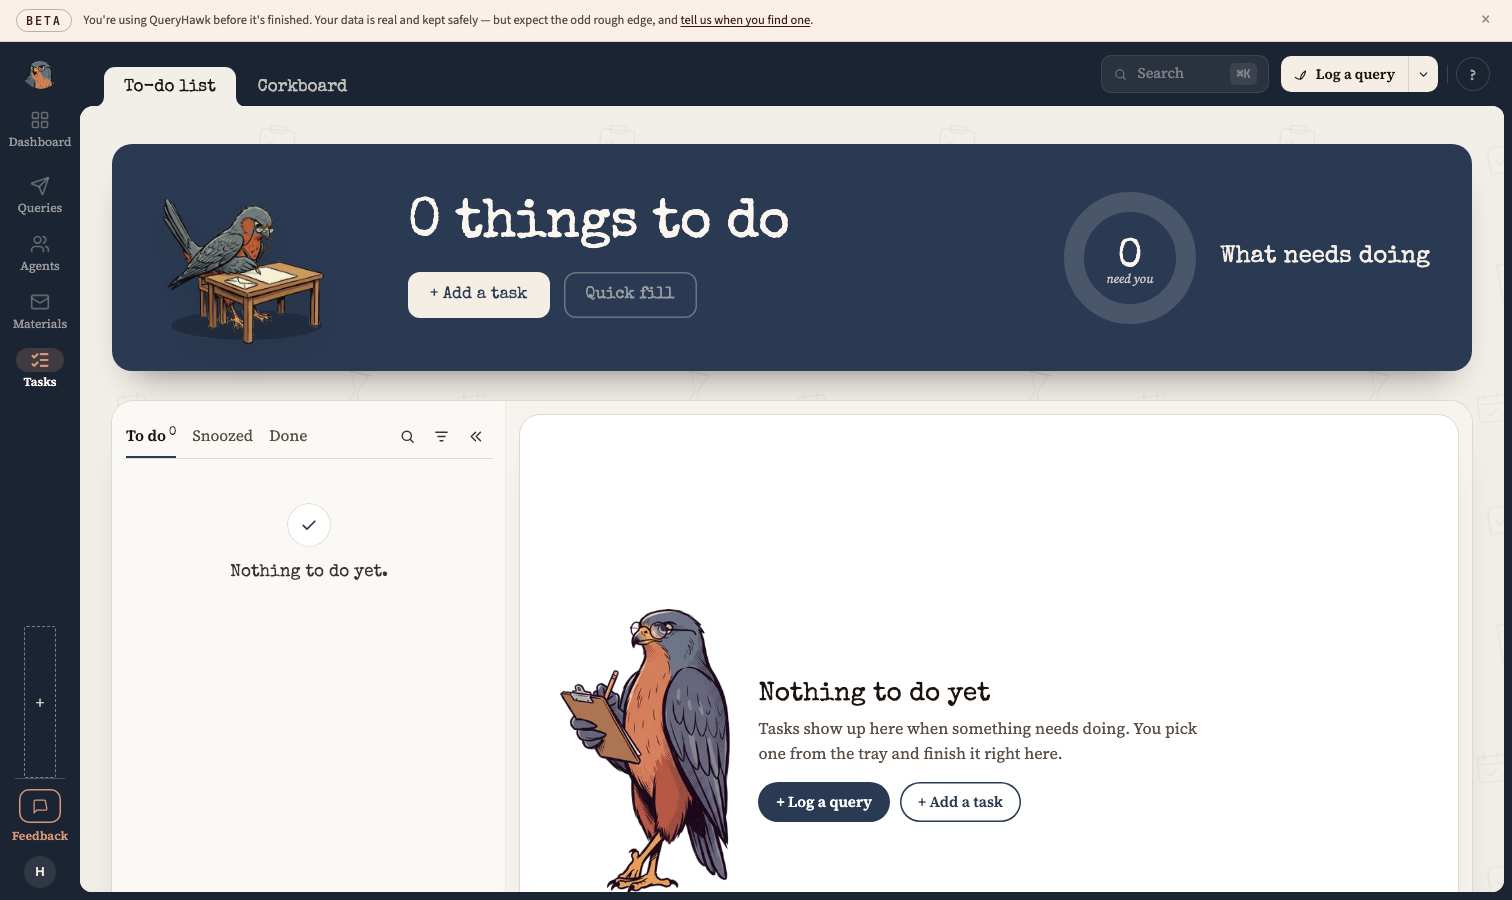 BETA You're using QueryHawk before it's finished. Your data is real and kept safely — but expect the odd rough edge, and tell us when you find one. ×
To-do list Corkboard Search ⌘K Log a query ?
Dashboard
Queries
Agents
Materials
Tasks
+
Feedback
H
0 things to do
+ Add a task Quick fill
0
need you
What needs doing
To do 0 Snoozed Done
Nothing to do yet.
Nothing to do yet
Tasks show up here when something needs doing. You pick
one from the tray and finish it right here.
+ Log a query + Add a task